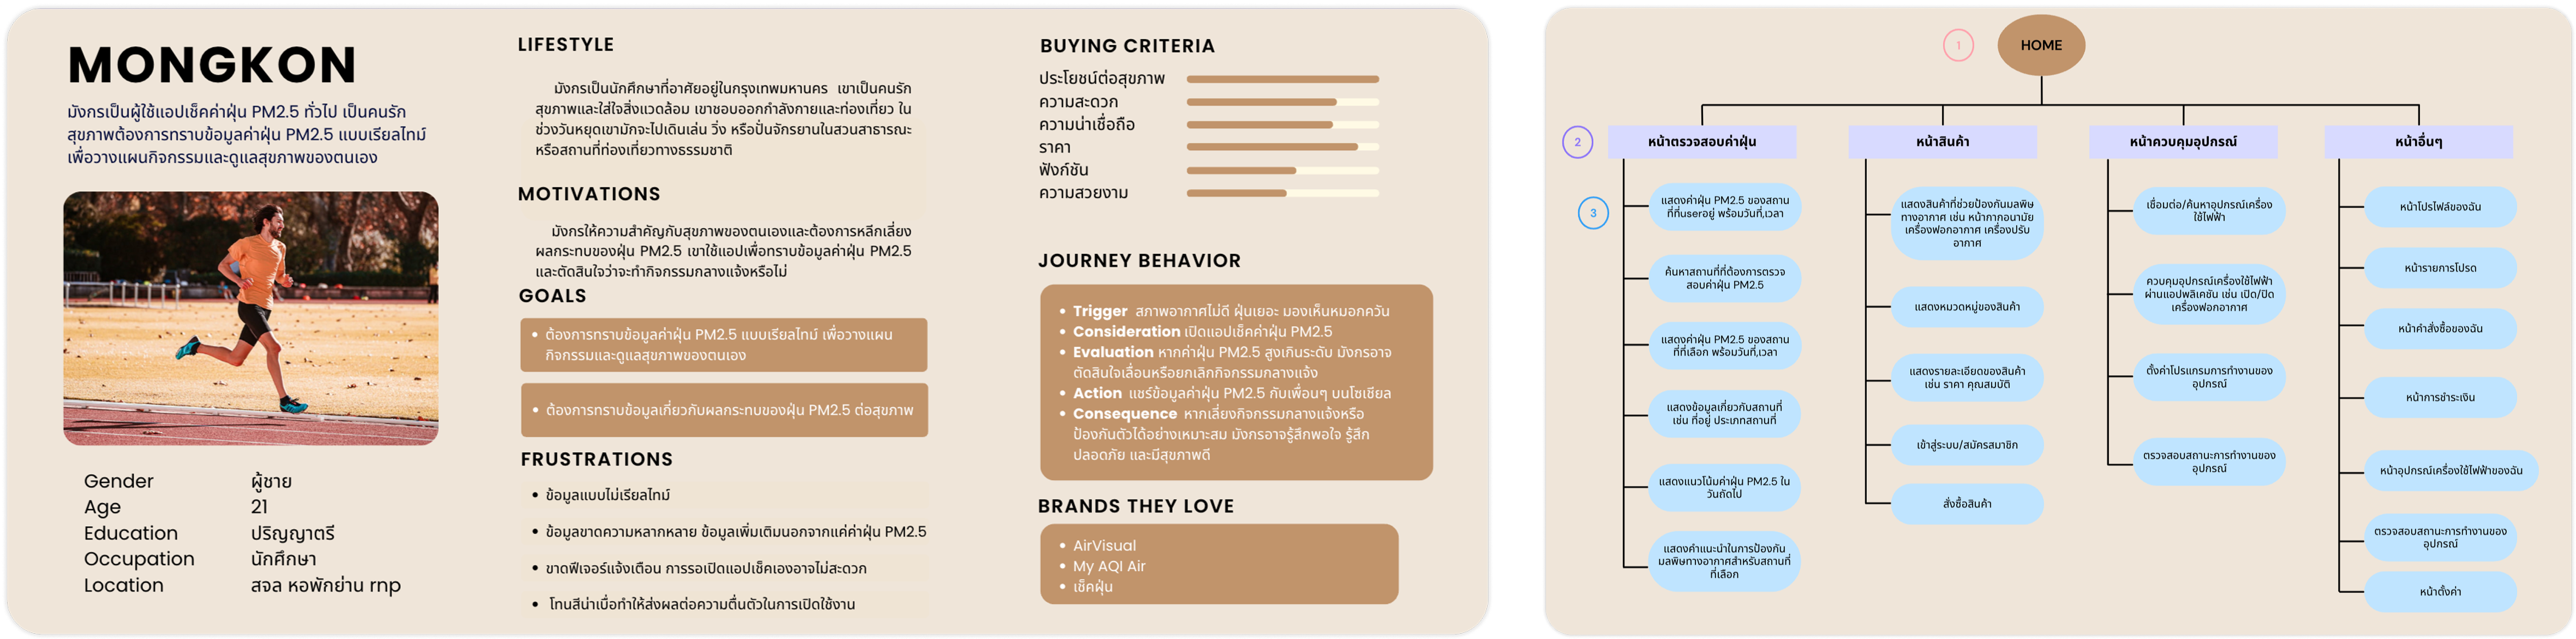 MONGKON
มังกรเป็นผู้ใช้แอปเช็คค่าฝุ่น PM2.5 ทั่วไป เป็นคนรัก
สุขภาพต้องการทราบข้อมูลค่าฝุ่น PM2.5 แบบเรียลไทม์
เพื่อวางแผนกิจกรรมและดูแลสุขภาพของตนเอง
Gender ผู้ชาย
Age 21
Education ปริญญาตรี
Occupation นักศึกษา
Location สจล หอพักย่าน rnp
LIFESTYLE
มังกรเป็นนักศึกษาที่อาศัยอยู่ในกรุงเทพมหานคร เขาเป็นคนรัก
สุขภาพและใส่ใจสิ่งแวดล้อม เขาชอบออกกำลังกายและท่องเที่ยว ใน
ช่วงวันหยุดเขามักจะไปเดินเล่น วิ่ง หรือปั่นจักรยานในสวนสาธารณะ
หรือสถานที่ท่องเที่ยวทางธรรมชาติ
MOTIVATIONS
มังกรให้ความสำคัญกับสุขภาพของตนเองและต้องการหลีกเลี่ยง
ผลกระทบของฝุ่น PM2.5 เขาใช้แอปเพื่อทราบข้อมูลค่าฝุ่น PM2.5
และตัดสินใจว่าจะทำกิจกรรมกลางแจ้งหรือไม่
GOALS
• ต้องการทราบข้อมูลค่าฝุ่น PM2.5 แบบเรียลไทม์ เพื่อวางแผน
กิจกรรมและดูแลสุขภาพของตนเอง
• ต้องการทราบข้อมูลเกี่ยวกับผลกระทบของฝุ่น PM2.5 ต่อสุขภาพ
FRUSTRATIONS
• ข้อมูลแบบไม่เรียลไทม์
• ข้อมูลขาดความหลากหลาย ข้อมูลเพิ่มเติมนอกจากแค่ค่าฝุ่น PM2.5
• ขาดฟีเจอร์แจ้งเตือน การรอเปิดแอปเช็คเองอาจไม่สะดวก
• โทนสีน่าเบื่อทำให้ส่งผลต่อความตื่นตัวในการเปิดใช้งาน
BUYING CRITERIA
ประโยชน์ต่อสุขภาพ
ความสะดวก
ความน่าเชื่อถือ
ราคา
ฟังก์ชัน
ความสวยงาม
JOURNEY BEHAVIOR
• Trigger สภาพอากาศไม่ดี ฝุ่นเยอะ มองเห็นหมอกควัน
• Consideration เปิดแอปเช็คค่าฝุ่น PM2.5
• Evaluation หากค่าฝุ่น PM2.5 สูงเกินระดับ มังกรอาจ
ตัดสินใจเลื่อนหรือยกเลิกกิจกรรมกลางแจ้ง
• Action แชร์ข้อมูลค่าฝุ่น PM2.5 กับเพื่อนๆ บนโซเชียล
• Consequence หากเลี่ยงกิจกรรมกลางแจ้งหรือ
ป้องกันตัวได้อย่างเหมาะสม มังกรอาจรู้สึกพอใจ รู้สึก
ปลอดภัย และมีสุขภาพดี
BRANDS THEY LOVE
• AirVisual
• My AQI Air
• เช็คฝุ่น
1
HOME
2
3
หน้าตรวจสอบค่าฝุ่น
แสดงค่าฝุ่น PM2.5 ของสถาน
ที่ที่userอยู่ พร้อมวันที่,เวลา
ค้นหาสถานที่ที่ต้องการตรวจ
สอบค่าฝุ่น PM2.5
แสดงค่าฝุ่น PM2.5 ของสถาน
ที่ที่เลือก พร้อมวันที่,เวลา
แสดงข้อมูลเกี่ยวกับสถานที่
เช่น ที่อยู่ ประเภทสถานที่
แสดงแนวโน้มค่าฝุ่น PM2.5 ใน
วันถัดไป
แสดงคำแนะนำในการป้องกัน
มลพิษทางอากาศสำหรับสถานที่
ที่เลือก
หน้าสินค้า
แสดงสินค้าที่ช่วยป้องกันมลพิษ
ทางอากาศ เช่น หน้ากากอนามัย
เครื่องฟอกอากาศ เครื่องปรับ
อากาศ
แสดงหมวดหมู่ของสินค้า
แสดงรายละเอียดของสินค้า
เช่น ราคา คุณสมบัติ
เข้าสู่ระบบ/สมัครสมาชิก
สั่งซื้อสินค้า
หน้าควบคุมอุปกรณ์
เชื่อมต่อ/ค้นหาอุปกรณ์เครื่อง
ใช้ไฟฟ้า
ควบคุมอุปกรณ์เครื่องใช้ไฟฟ้า
ผ่านแอปพลิเคชัน เช่น เปิด/ปิด
เครื่องฟอกอากาศ
ตั้งค่าโปรแกรมการทำงานของ
อุปกรณ์
ตรวจสอบสถานะการทำงานของ
อุปกรณ์
หน้าอื่นๆ
หน้าโปรไฟล์ของฉัน
หน้ารายการโปรด
หน้าคำสั่งซื้อของฉัน
หน้าการชำระเงิน
หน้าอุปกรณ์เครื่องใช้ไฟฟ้าของฉัน
ตรวจสอบสถานะการทำงานของ
อุปกรณ์
หน้าตั้งค่า